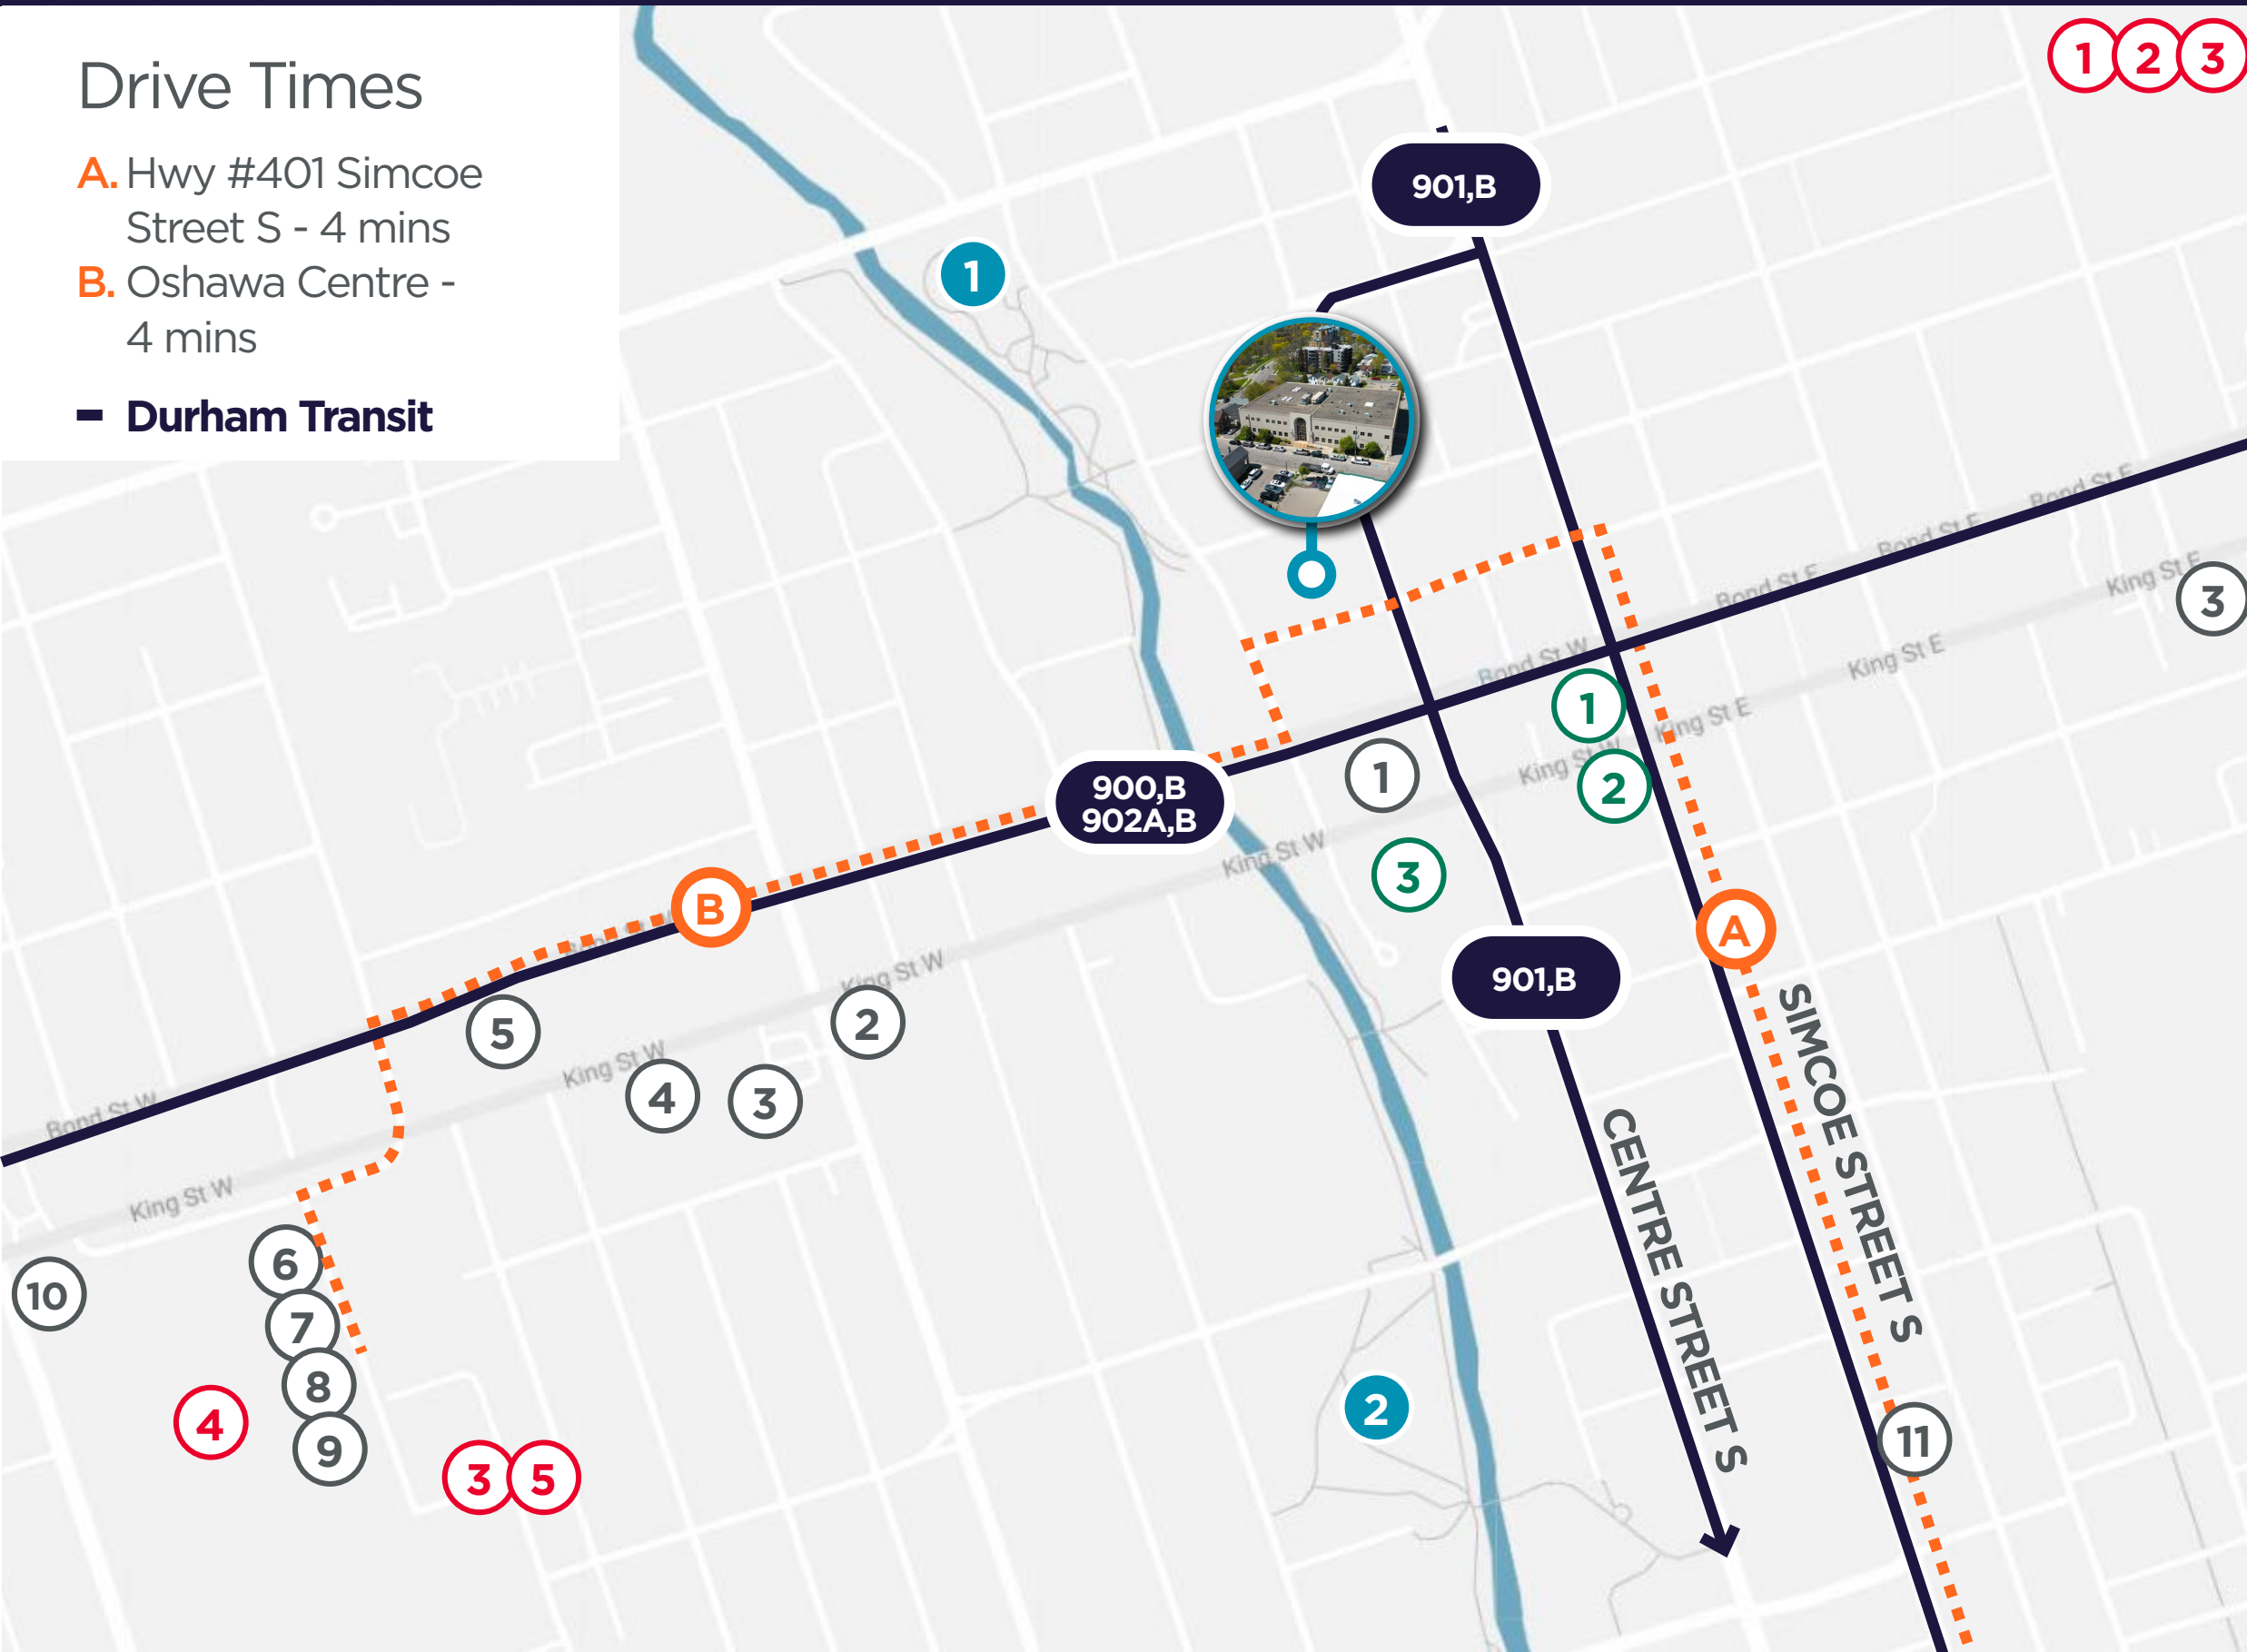 Drive Times
A. Hwy #401 Simcoe
Street S - 4 mins
B. Oshawa Centre -
4 mins
Durham Transit
1 2 3
901,B
1
Bond St E
Bond St E
King St E
3
Bond St E
Bond St W
King St E
1
King St E
King St W
1
2
900,B
902A,B
King St W
3
B
A
Bond St W
King St W
901,B
2
5
King St W
4
3
SIMCOE STREET S
Bond St W
CENTRE STREET S
King St W
6
10
7
8
4
9
2
11
3 5